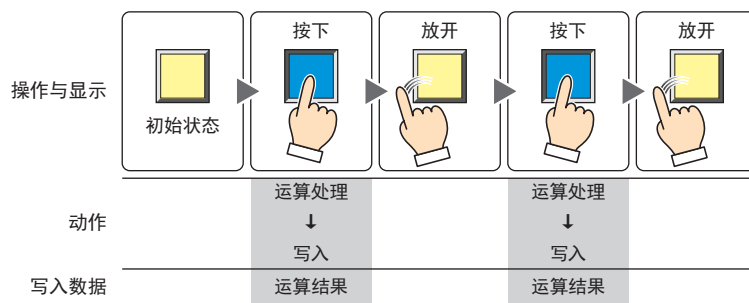 按下
放开
按下
放开
操作与显示
初始状态
运算处理
运算处理
动作
↓
↓
写入
写入
写入数据
运算结果
运算结果